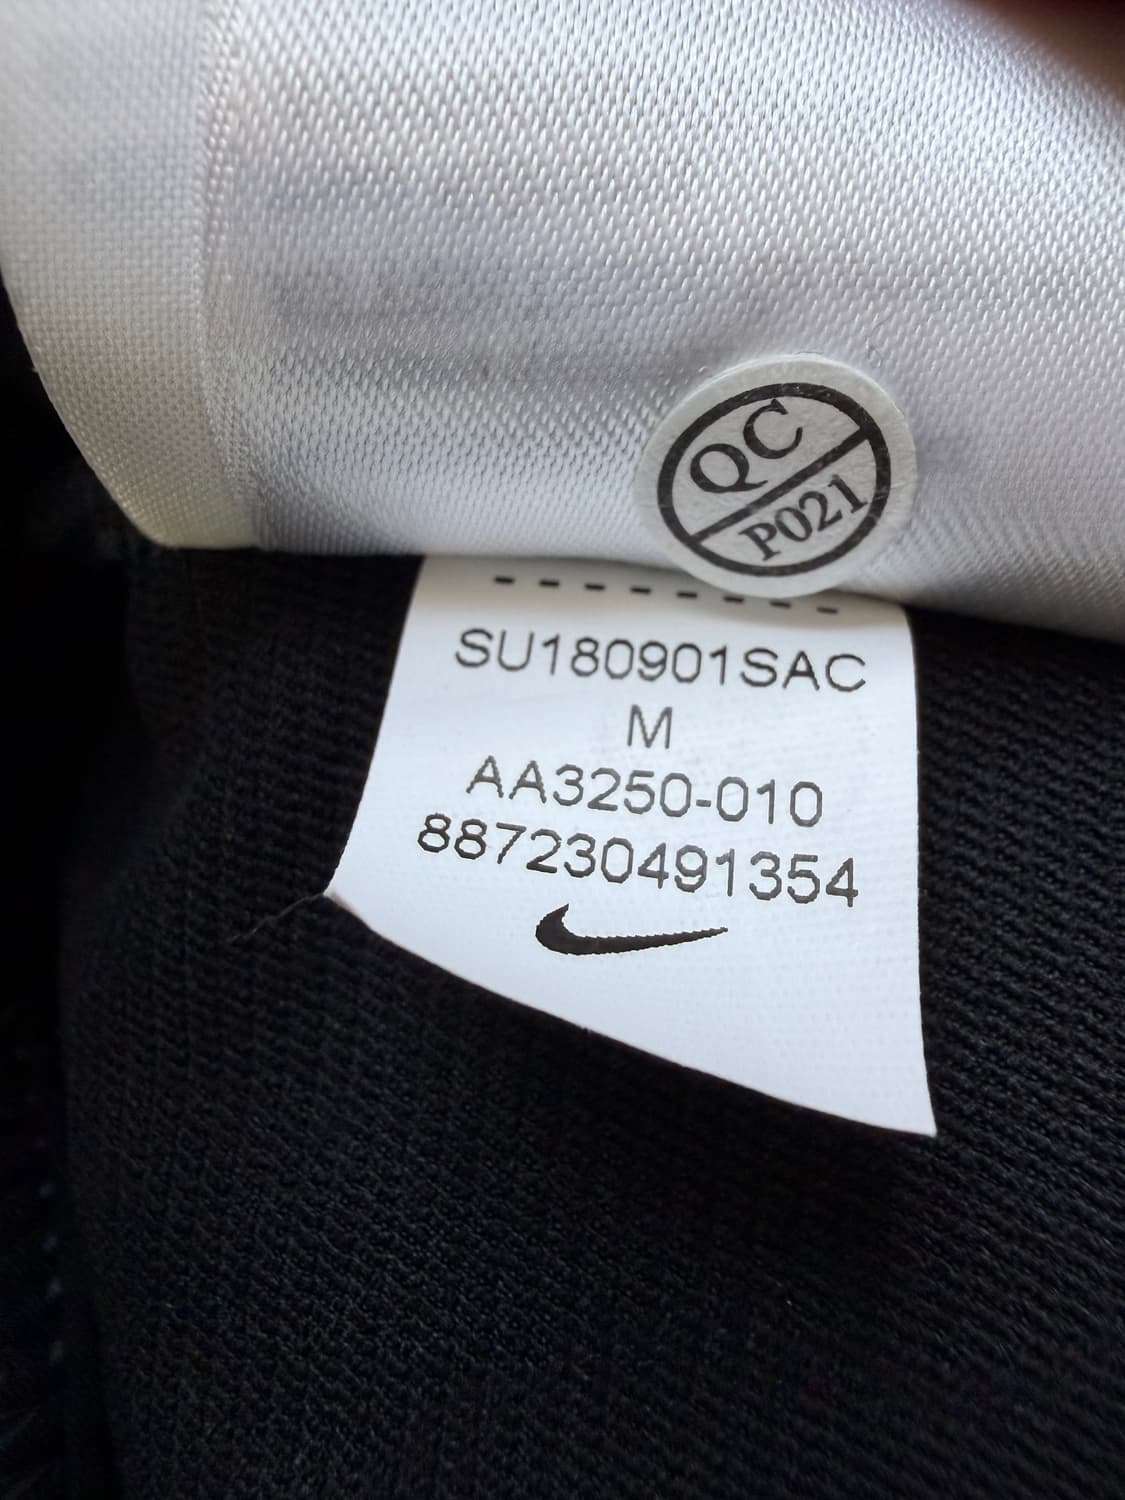 QC
P021
SU180901SAC
M
AA3250-010
887230491354